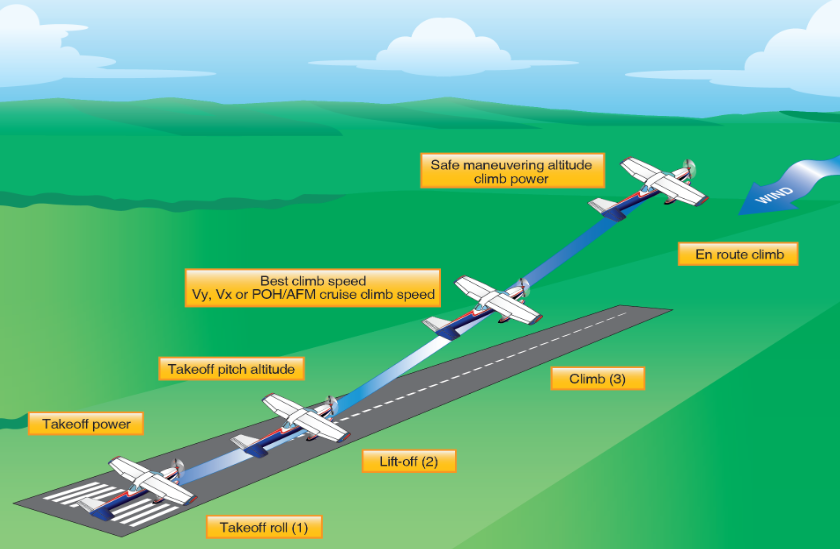 Safe maneuvering altitude
climb power
WIND
En route climb
Best climb speed
Vy, Vx or POH/AFM cruise climb speed
Takeoff pitch altitude
Climb (3)
Takeoff power
Lift-off (2)
Takeoff roll (1)